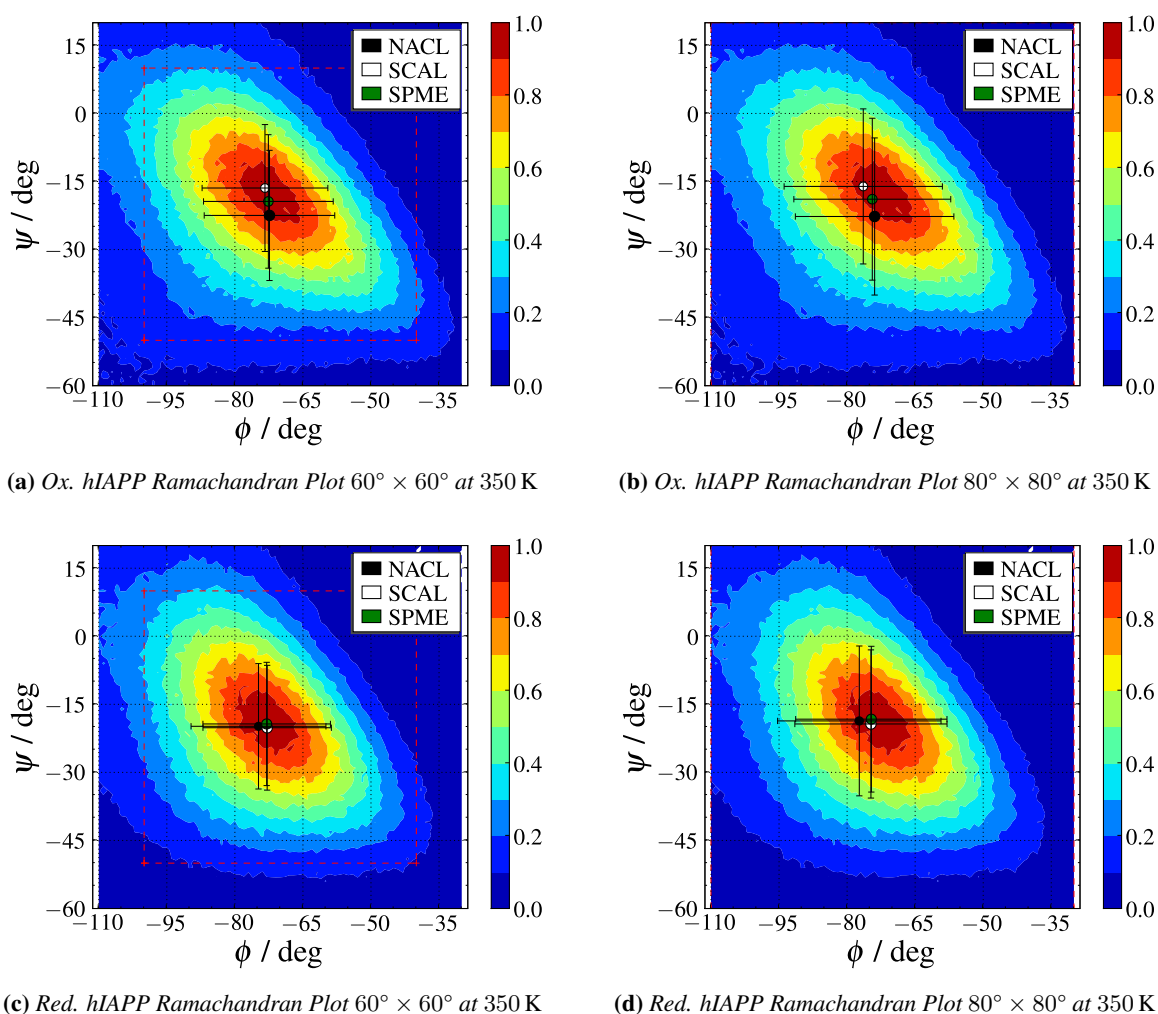 15
0
−15
−30
−45
−60
ψ / deg
−110 −95 −80 −65 −50 −35
ϕ / deg
NACL
SCAL
SPME
1.0
0.8
0.6
0.4
0.2
0.0
(a) Ox. hIAPP Ramachandran Plot 60° × 60° at 350 K
15
0
−15
−30
−45
−60
ψ / deg
−110 −95 −80 −65 −50 −35
ϕ / deg
NACL
SCAL
SPME
1.0
0.8
0.6
0.4
0.2
0.0
(b) Ox. hIAPP Ramachandran Plot 80° × 80° at 350 K
15
0
−15
−30
−45
−60
ψ / deg
−110 −95 −80 −65 −50 −35
ϕ / deg
NACL
SCAL
SPME
1.0
0.8
0.6
0.4
0.2
0.0
(c) Red. hIAPP Ramachandran Plot 60° × 60° at 350 K
15
0
−15
−30
−45
−60
ψ / deg
−110 −95 −80 −65 −50 −35
ϕ / deg
NACL
SCAL
SPME
1.0
0.8
0.6
0.4
0.2
0.0
(d) Red. hIAPP Ramachandran Plot 80° × 80° at 350 K